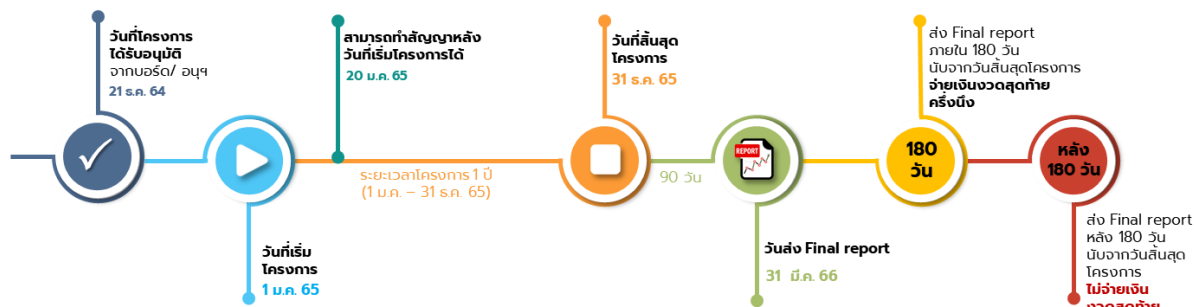 วันที่โครงการ
ได้รับอนุมัติ
จากบอร์ด/ อนุฯ
21 ธ.ค. 64
วันที่เริ่ม
โครงการ
1 ม.ค. 65
สามารถทำสัญญาหลัง
วันที่เริ่มโครงการได้
20 ม.ค. 65
ระยะเวลาโครงการ 1 ปี
(1 ม.ค. – 31 ธ.ค. 65)
วันที่สิ้นสุด
โครงการ
31 ธ.ค. 65
90 วัน
REPORT
วันส่ง Final report
31 มี.ค. 66
ส่ง Final report
ภายใน 180 วัน
นับจากวันสิ้นสุดโครงการ
จ่ายเงินงวดสุดท้าย
ครึ่งนึง
180
วัน
หลัง
180 วัน
ส่ง Final report
หลัง 180 วัน
นับจากวันสิ้นสุด
โครงการ
ไม่จ่ายเงิน
งวดสุดท้าย